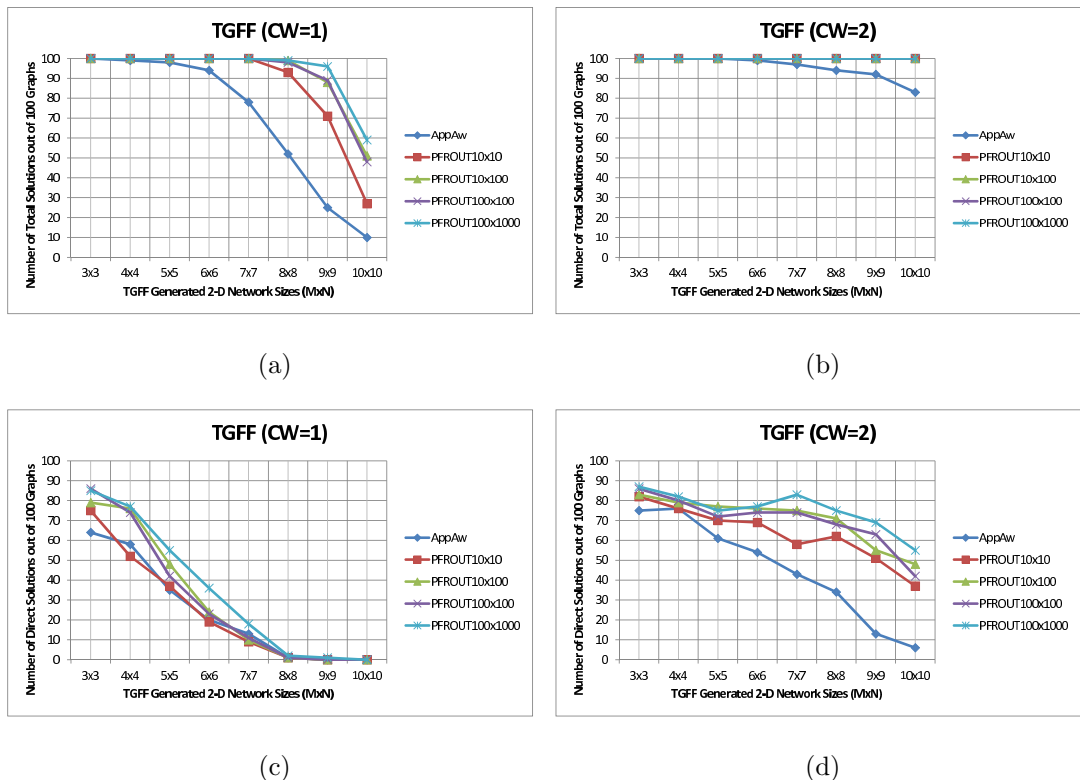 TGFF (CW=1)
Number of Total Solutions out of 100 Graphs
100
90
80
70
60
50
40
30
20
10
0
3x3 4x4 5x5 6x6 7x7 8x8 9x9 10x10
TGFF Generated 2-D Network Sizes (MxN)
AppAw
PFROUT10x10
PFROUT10x100
PFROUT100x100
PFROUT100x1000
(a)
TGFF (CW=2)
Number of Total Solutions out of 100 Graphs
100
90
80
70
60
50
40
30
20
10
0
3x3 4x4 5x5 6x6 7x7 8x8 9x9 10x10
TGFF Generated 2-D Network Sizes (MxN)
AppAw
PFROUT10x10
PFROUT10x100
PFROUT100x100
PFROUT100x1000
(b)
TGFF (CW=1)
Number of Direct Solutions out of 100 Graphs
100
90
80
70
60
50
40
30
20
10
0
3x3 4x4 5x5 6x6 7x7 8x8 9x9 10x10
TGFF Generated 2-D Network Sizes (MxN)
AppAw
PFROUT10x10
PFROUT10x100
PFROUT100x100
PFROUT100x1000
(c)
TGFF (CW=2)
Number of Direct Solutions out of 100 Graphs
100
90
80
70
60
50
40
30
20
10
0
3x3 4x4 5x5 6x6 7x7 8x8 9x9 10x10
TGFF Generated 2-D Network Sizes (MxN)
AppAw
PFROUT10x10
PFROUT10x100
PFROUT100x100
PFROUT100x1000
(d)